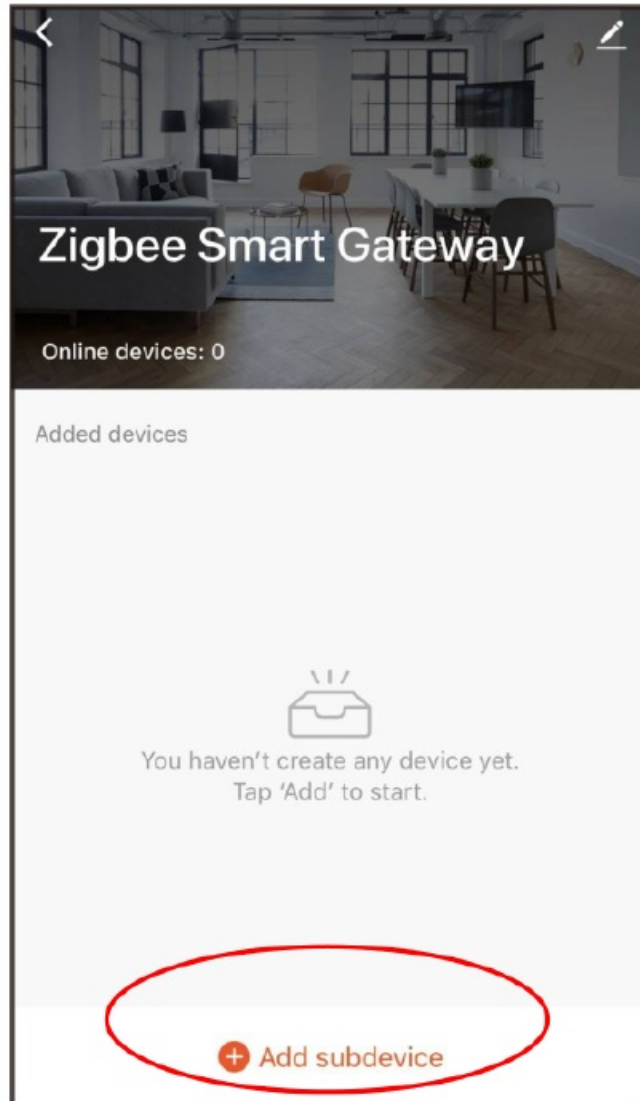 Zigbee Smart Gateway
Online devices: 0
Added devices
You haven't create any device yet.
Tap 'Add' to start.
Add subdevice